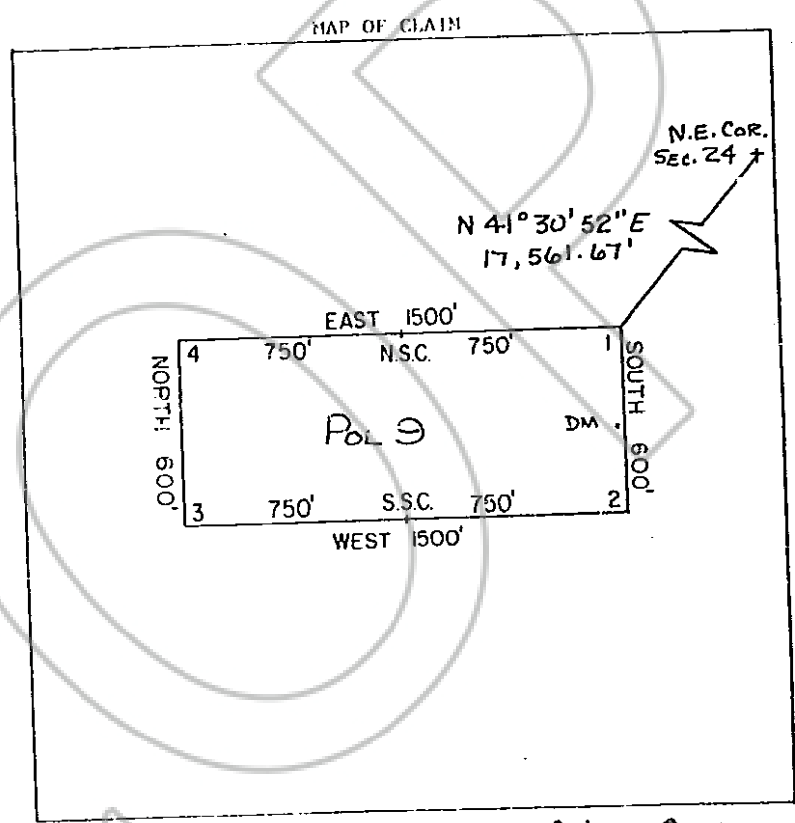 MAP OF CLAIM
N.E. COR.
SEC. 24
N 41° 30' 52" E
17,561.67'
EAST 1500'
4 750' N.S.C. 750' 1
NORTH 600'
SOUTH 600'
POL 9
DM
3 750' S.S.C. 750' 2
WEST 1500'